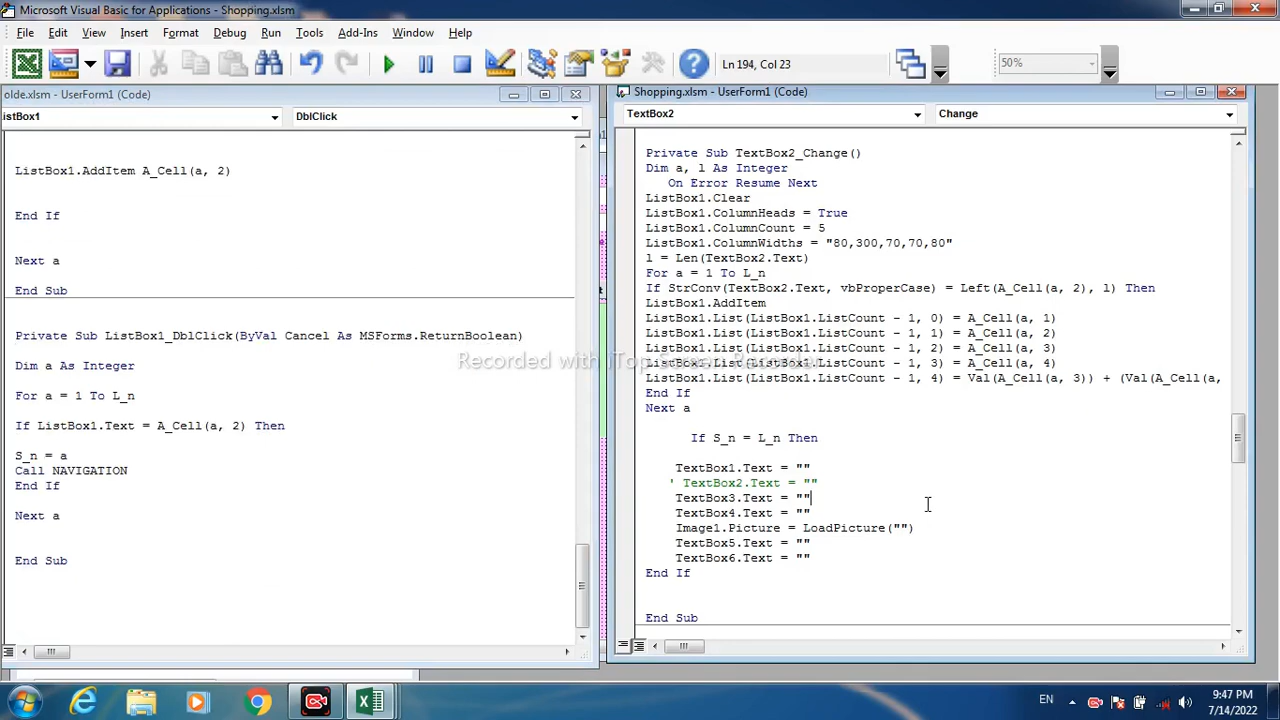 Microsoft Visual Basic for Applications - Shopping.xlsm
File Edit View Insert Format Debug Run Tools Add-Ins Window Help
Ln 194, Col 23
50%
olde.xlsm - UserForm1 (Code)
istBox1
DblClick
ListBox1.AddItem A_Cell(a, 2)
End If
Next a
End Sub
Private Sub ListBox1_DblClick(ByVal Cancel As MSForms.ReturnBoolean)
Dim a As Integer
For a = 1 To L_n
If ListBox1.Text = A_Cell(a, 2) Then
S_n = a
Call NAVIGATION
End If
Next a
End Sub
Shopping.xlsm - UserForm1 (Code)
TextBox2
Change
Private Sub TextBox2_Change()
Dim a, l As Integer
On Error Resume Next
ListBox1.Clear
ListBox1.ColumnHeads = True
ListBox1.ColumnCount = 5
ListBox1.ColumnWidths = "80,300,70,70,80"
l = Len(TextBox2.Text)
For a = 1 To L_n
If StrConv(TextBox2.Text, vbProperCase) = Left(A_Cell(a, 2), l) Then
ListBox1.AddItem
ListBox1.List(ListBox1.ListCount - 1, 0) = A_Cell(a, 1)
ListBox1.List(ListBox1.ListCount - 1, 1) = A_Cell(a, 2)
ListBox1.List(ListBox1.ListCount - 1, 2) = A_Cell(a, 3)
ListBox1.List(ListBox1.ListCount - 1, 3) = A_Cell(a, 4)
ListBox1.List(ListBox1.ListCount - 1, 4) = Val(A_Cell(a, 3)) + (Val(A_Cell(a,
End If
Next a
If S_n = L_n Then
TextBox1.Text = ""
' TextBox2.Text = ""
TextBox3.Text = ""
TextBox4.Text = ""
Image1.Picture = LoadPicture("")
TextBox5.Text = ""
TextBox6.Text = ""
End If
End Sub
Recorded with iTop Screen Recorder
EN
9:47 PM
7/14/2022